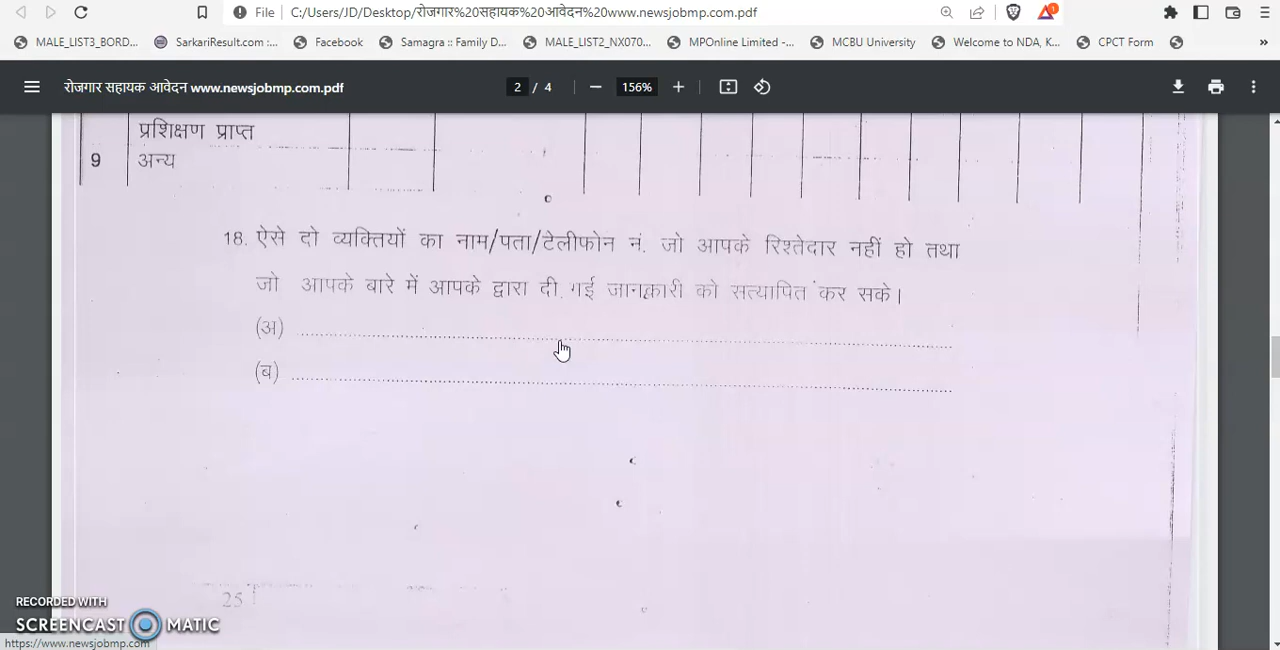 File C:/Users/JD/Desktop/रोजगार%20सहायक%20आवेदन%20www.newsjobmp.com.pdf 1
MALE_LIST3_BORD... SarkariResult.com :... Facebook Samagra :: Family D... MALE_LIST2_NX070... MPOnline Limited -... MCBU University Welcome to NDA, K... CPCT Form »
रोजगार सहायक आवेदन www.newsjobmp.com.pdf 2 / 4 156%
प्रशिक्षण प्राप्त
9 अन्य
18. ऐसे दो व्यक्तियों का नाम/पता/टेलीफोन नं. जो आपके रिश्तेदार नहीं हो तथा
जो आपके बारे में आपके द्वारा दी गई जानकारी को सत्यापित कर सके।
(अ) ........................................................
(ब) ........................................................
25
RECORDED WITH
SCREENCAST MATIC
https://www.newsjobmp.com